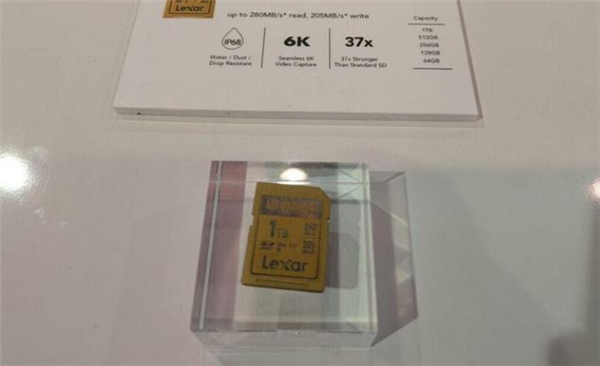 Lexar
up to 280MB/s* read, 205MB/s* write
IP68
Water / Dust /
Drop Resistant
6K
Seamless 6K
Video Capture
37x
37x Stronger
Than Standard SD
Capacity
1TB
512GB
256GB
128GB
64GB
1TB
Lexar